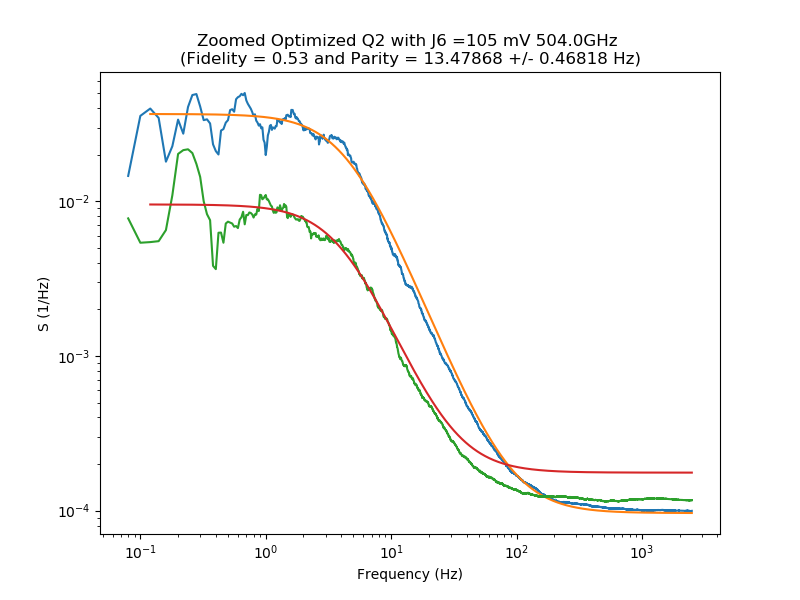 Zoomed Optimized Q2 with J6 =105 mV 504.0GHz
(Fidelity = 0.53 and Parity = 13.47868 +/- 0.46818 Hz)
S (1/Hz)
10⁻²
10⁻³
10⁻⁴
10⁻¹ 10⁰ 10¹ 10² 10³
Frequency (Hz)